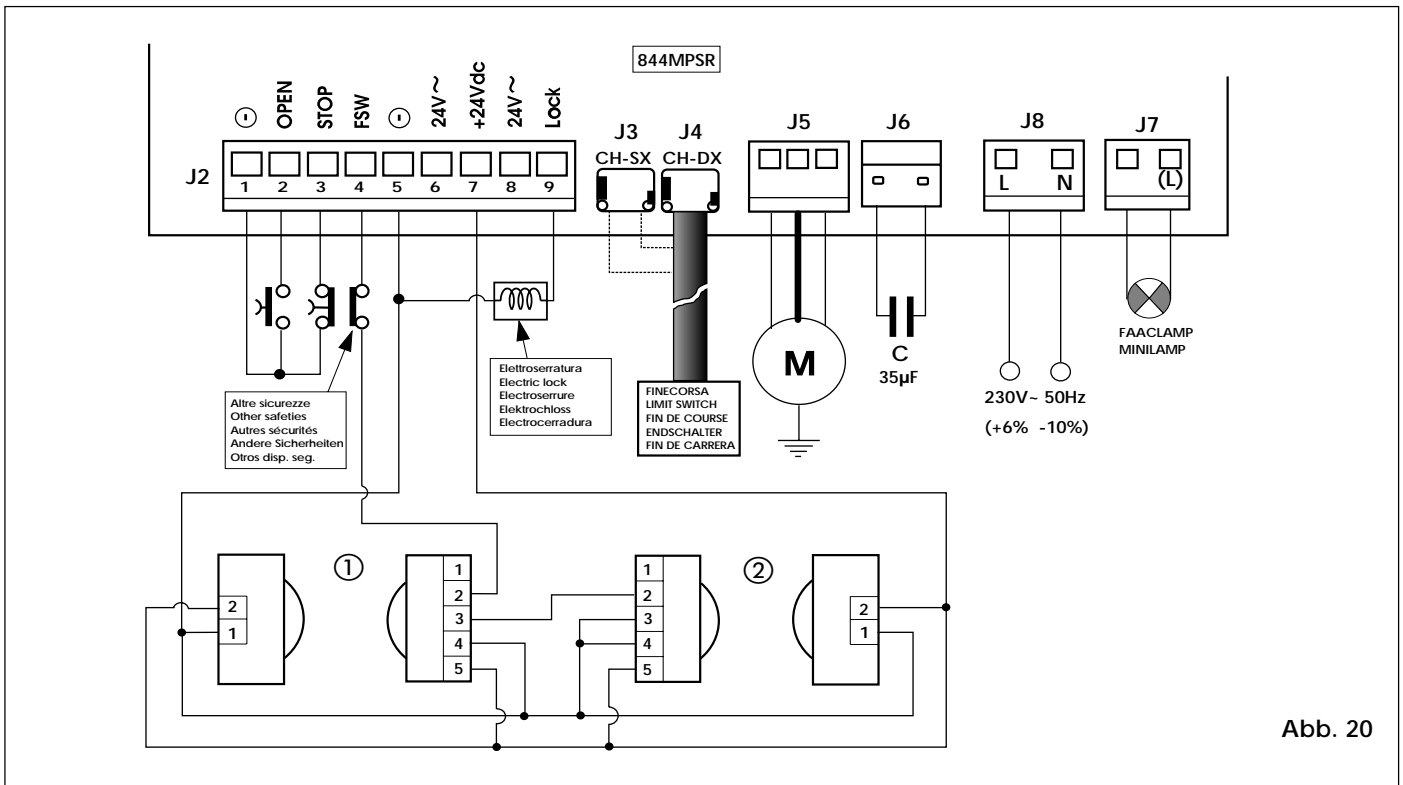 844MPSR
OPEN
STOP
FSW
24V~
+24Vdc
24V~
Lock
J2
1 2 3 4 5 6 7 8 9
J3
CH-SX
J4
CH-DX
J5
J6
J8
L N
J7
(L)
Altre sicurezze
Other safeties
Autres sécurités
Andere Sicherheiten
Otros disp. seg.
Elettroserratura
Electric lock
Electroserrure
Elektrochloss
Electrocerradura
FINECORSA
LIMIT SWITCH
FIN DE COURSE
ENDSCHALTER
FIN DE CARRERA
M
C
35µF
230V~ 50Hz
(+6% -10%)
FAACLAMP
MINILAMP
2
1
①
1
2
3
4
5
1
2
3
4
5
②
2
1
Abb. 20